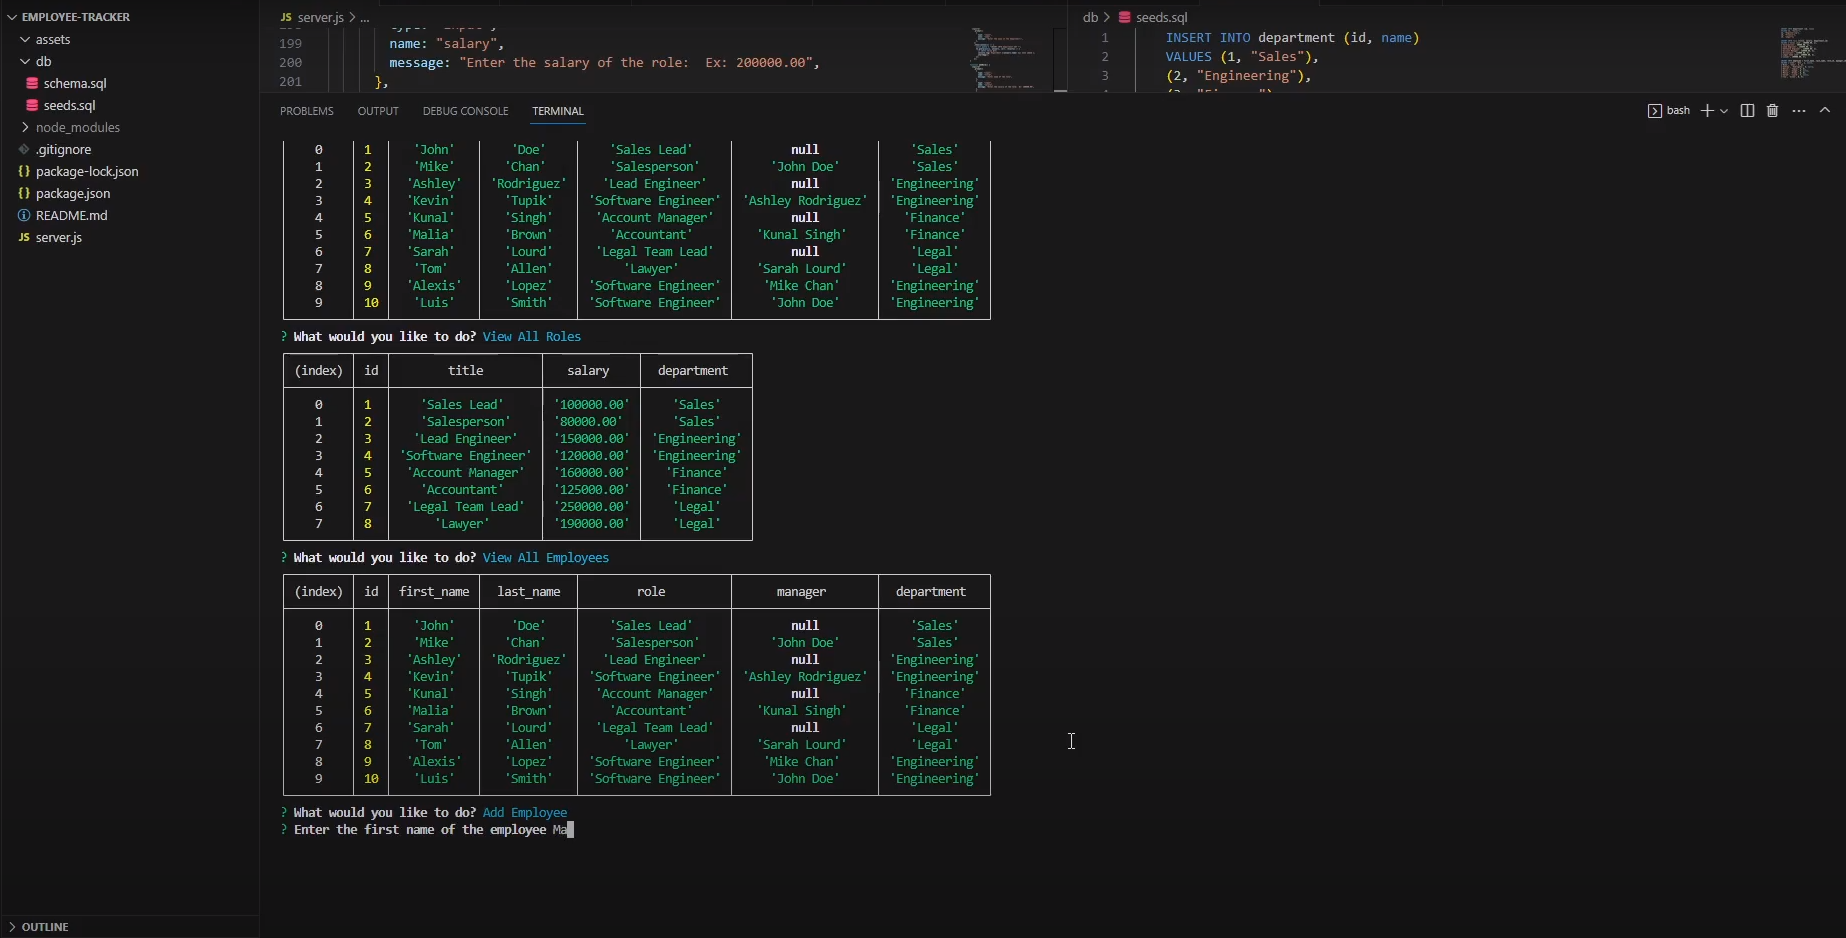 EMPLOYEE-TRACKER
assets
db
schema.sql
seeds.sql
node_modules
.gitignore
package-lock.json
package.json
README.md
JS server.js
OUTLINE
JS server.js > ...
199 name: "salary",
200 message: "Enter the salary of the role:  Ex: 200000.00",
201 },
db > seeds.sql
1 INSERT INTO department (id, name)
2 VALUES (1, "Sales"),
3 (2, "Engineering"),
PROBLEMS OUTPUT DEBUG CONSOLE TERMINAL
bash
0 1 'John' 'Doe' 'Sales Lead' null 'Sales'
1 2 'Mike' 'Chan' 'Salesperson' 'John Doe' 'Sales'
2 3 'Ashley' 'Rodriguez' 'Lead Engineer' null 'Engineering'
3 4 'Kevin' 'Tupik' 'Software Engineer' 'Ashley Rodriguez' 'Engineering'
4 5 'Kunal' 'Singh' 'Account Manager' null 'Finance'
5 6 'Malia' 'Brown' 'Accountant' 'Kunal Singh' 'Finance'
6 7 'Sarah' 'Lourd' 'Legal Team Lead' null 'Legal'
7 8 'Tom' 'Allen' 'Lawyer' 'Sarah Lourd' 'Legal'
8 9 'Alexis' 'Lopez' 'Software Engineer' 'Mike Chan' 'Engineering'
9 10 'Luis' 'Smith' 'Software Engineer' 'John Doe' 'Engineering'
? What would you like to do? View All Roles
(index) id title salary department
0 1 'Sales Lead' '100000.00' 'Sales'
1 2 'Salesperson' '80000.00' 'Sales'
2 3 'Lead Engineer' '150000.00' 'Engineering'
3 4 'Software Engineer' '120000.00' 'Engineering'
4 5 'Account Manager' '160000.00' 'Finance'
5 6 'Accountant' '125000.00' 'Finance'
6 7 'Legal Team Lead' '250000.00' 'Legal'
7 8 'Lawyer' '190000.00' 'Legal'
? What would you like to do? View All Employees
(index) id first_name last_name role manager department
0 1 'John' 'Doe' 'Sales Lead' null 'Sales'
1 2 'Mike' 'Chan' 'Salesperson' 'John Doe' 'Sales'
2 3 'Ashley' 'Rodriguez' 'Lead Engineer' null 'Engineering'
3 4 'Kevin' 'Tupik' 'Software Engineer' 'Ashley Rodriguez' 'Engineering'
4 5 'Kunal' 'Singh' 'Account Manager' null 'Finance'
5 6 'Malia' 'Brown' 'Accountant' 'Kunal Singh' 'Finance'
6 7 'Sarah' 'Lourd' 'Legal Team Lead' null 'Legal'
7 8 'Tom' 'Allen' 'Lawyer' 'Sarah Lourd' 'Legal'
8 9 'Alexis' 'Lopez' 'Software Engineer' 'Mike Chan' 'Engineering'
9 10 'Luis' 'Smith' 'Software Engineer' 'John Doe' 'Engineering'
? What would you like to do? Add Employee
? Enter the first name of the employee Ma